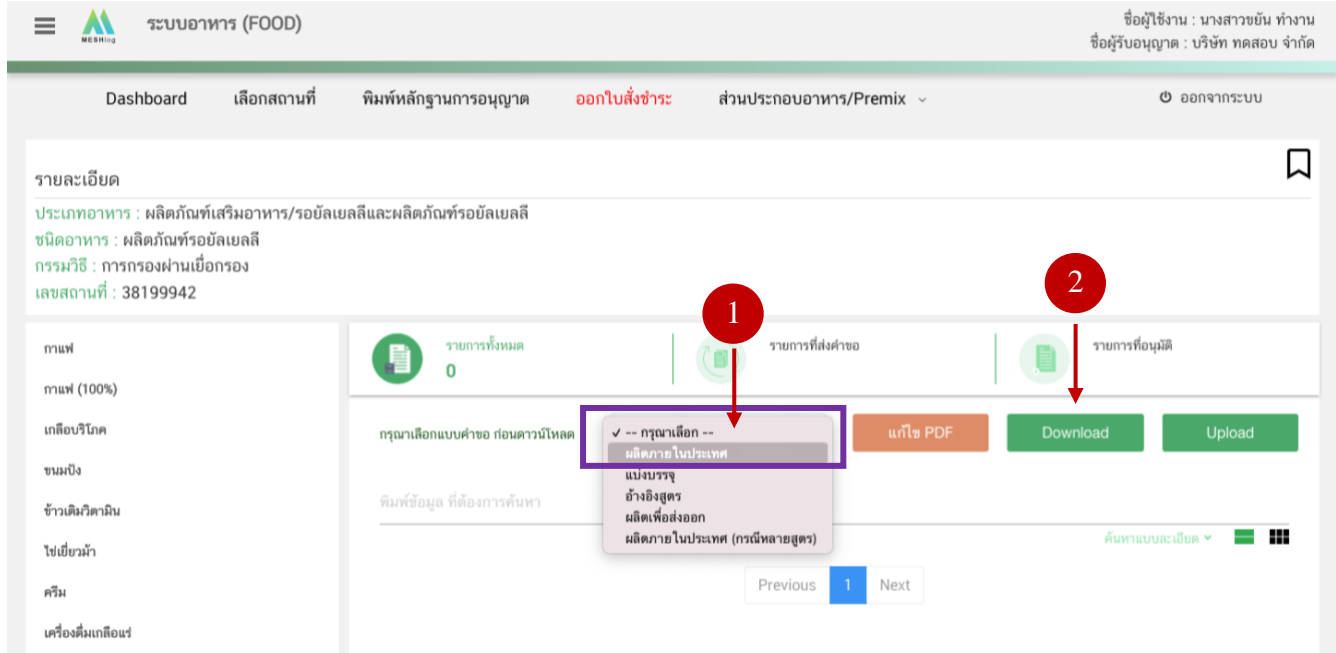 ระบบอาหาร (FOOD)
MESHlog
ชื่อผู้ใช้งาน : นางสาวขยัน ทำงาน
ชื่อผู้รับอนุญาต : บริษัท ทดสอบ จำกัด
Dashboard เลือกสถานที่ พิมพ์หลักฐานการอนุญาต ออกใบสั่งชำระ ส่วนประกอบอาหาร/Premix ออกจากระบบ
รายละเอียด
ประเภทอาหาร : ผลิตภัณฑ์เสริมอาหาร/รอยัลเยลลีและผลิตภัณฑ์รอยัลเยลลี
ชนิดอาหาร : ผลิตภัณฑ์รอยัลเยลลี
กรรมวิธี : การกรองผ่านเยื่อกรอง
เลขสถานที่ : 38199942
1
2
กาแฟ
กาแฟ (100%)
เกลือบริโภค
ขนมปัง
ข้าวเติมวิตามิน
ไข่เยี่ยวม้า
ครีม
เครื่องดื่มเกลือแร่
รายการทั้งหมด
0
รายการที่ส่งคำขอ
รายการที่อนุมัติ
กรุณาเลือกแบบคำขอ ก่อนดาวน์โหลด
✓ -- กรุณาเลือก --
ผลิตภายในประเทศ
แบ่งบรรจุ
อ้างอิงสูตร
ผลิตเพื่อส่งออก
ผลิตภายในประเทศ (กรณีหลายสูตร)
แก้ไข PDF Download Upload
พิมพ์ข้อมูล ที่ต้องการค้นหา
ค้นหาแบบละเอียด
Previous 1 Next